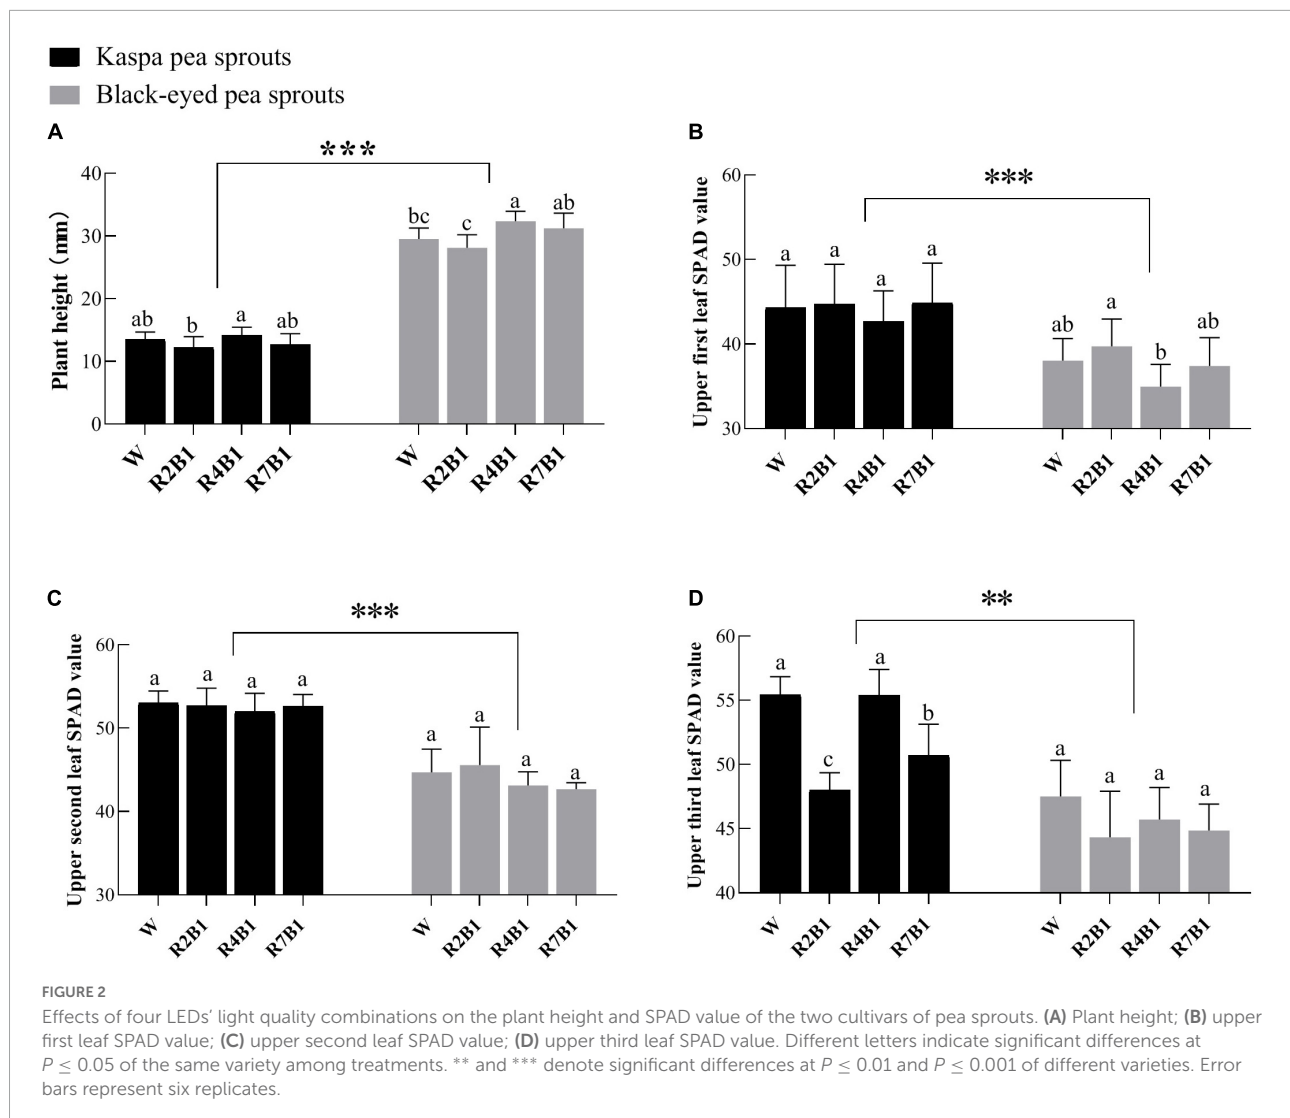 Kaspa pea sprouts
Black-eyed pea sprouts
A
***
Plant height (mm)
40
30
20
10
0
ab
b
a
ab
bc
c
a
ab
W
R2B1
R4B1
R7B1
W
R2B1
R4B1
R7B1
B
***
Upper first leaf SPAD value
60
50
40
30
a
a
a
a
ab
a
b
ab
W
R2B1
R4B1
R7B1
W
R2B1
R4B1
R7B1
C
***
Upper second leaf SPAD value
60
50
40
30
a
a
a
a
a
a
a
a
W
R2B1
R4B1
R7B1
W
R2B1
R4B1
R7B1
D
**
Upper third leaf SPAD value
60
55
50
45
40
a
c
a
b
a
a
a
a
W
R2B1
R4B1
R7B1
W
R2B1
R4B1
R7B1
FIGURE 2
Effects of four LEDs’ light quality combinations on the plant height and SPAD value of the two cultivars of pea sprouts. (A) Plant height; (B) upper
first leaf SPAD value; (C) upper second leaf SPAD value; (D) upper third leaf SPAD value. Different letters indicate significant differences at
P ≤ 0.05 of the same variety among treatments. ** and *** denote significant differences at P ≤ 0.01 and P ≤ 0.001 of different varieties. Error
bars represent six replicates.